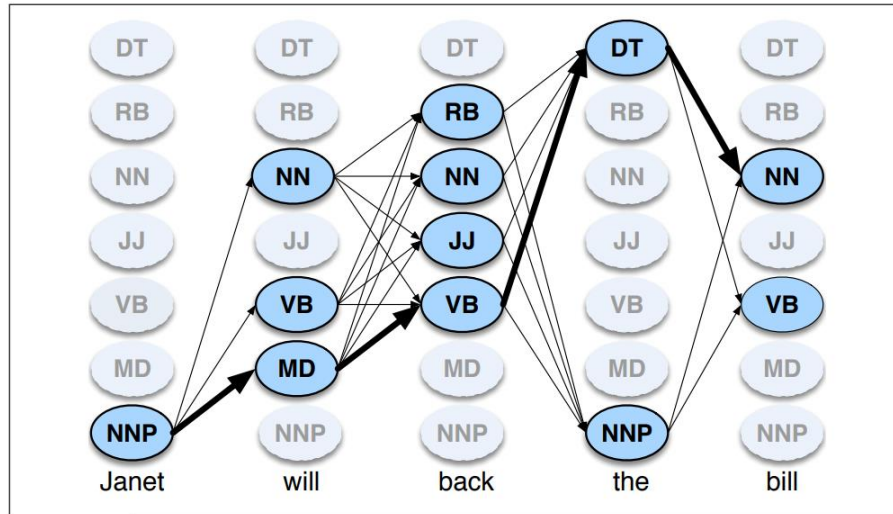 DT DT DT DT DT
RB RB RB RB RB
NN NN NN NN NN
JJ JJ JJ JJ JJ
VB VB VB VB VB
MD MD MD MD MD
NNP NNP NNP NNP NNP
Janet will back the bill